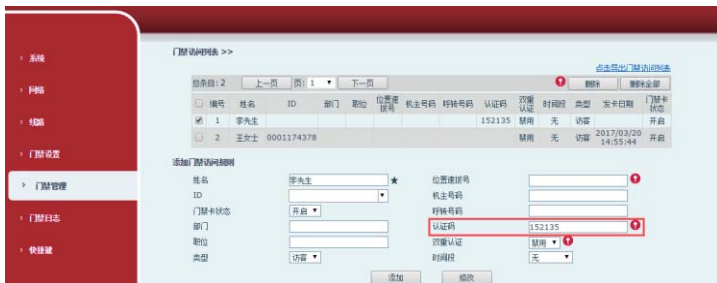 门禁访问列表 >>
点击导出门禁访问列表
总条目: 2 上一页 页: 1 下一页 删除 删除全部
编号 姓名 ID 部门 职位 位置速拨号 机主号码 呼转号码 认证码 双重认证 时间段 类型 发卡日期 门禁卡状态
1 李先生 152135 禁用 无 访客 开启
2 王女士 0001174378 禁用 无 访客 2017/03/20 14:55:44 开启
› 系统
› 网络
› 线路
› 门禁设置
› 门禁管理
› 门禁日志
› 快捷键
添加门禁访问规则
姓名 李先生 ★ 位置速拨号
ID 机主号码
门禁卡状态 开启 呼转号码
部门 认证码 152135
职位 双重认证 禁用
类型 访客 时间段 无
添加 修改